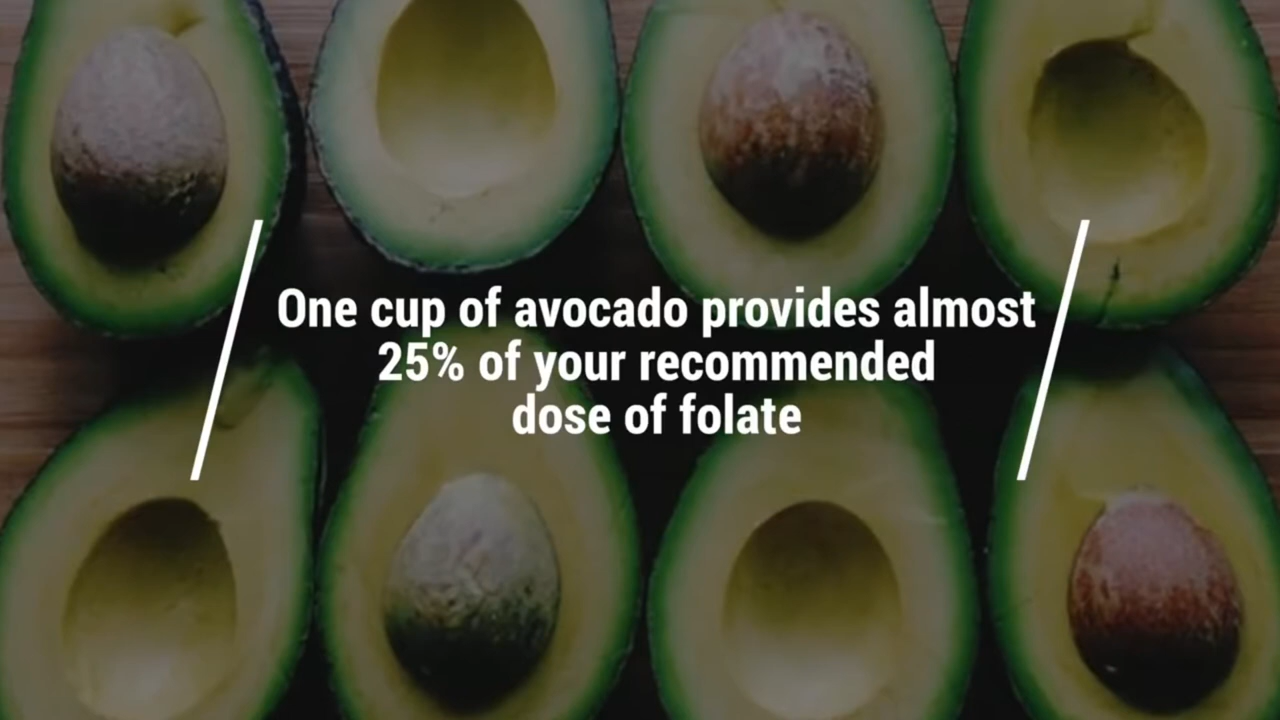 One cup of avocado provides almost
25% of your recommended
dose of folate